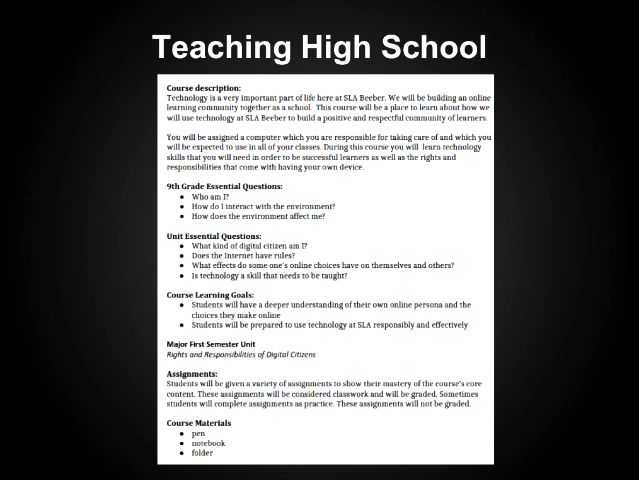 Teaching High School
Course description:
Technology is a very important part of life here at SLA Beeber. We will be building an online
learning community together as a school.  This course will be a place to learn about how we
will use technology at SLA Beeber to build a positive and respectful community of learners.
You will be assigned a computer which you are responsible for taking care of and which you
will be expected to use in all of your classes. During this course you will  learn technology
skills that you will need in order to be successful learners as well as the rights and
responsibilities that come with having your own device.
9th Grade Essential Questions:
● Who am I?
● How do I interact with the environment?
● How does the environment affect me?
Unit Essential Questions:
● What kind of digital citizen am I?
● Does the Internet have rules?
● What effects do some one's online choices have on themselves and others?
● Is technology a skill that needs to be taught?
Course Learning Goals:
● Students will have a deeper understanding of their own online persona and the
choices they make online
● Students will be prepared to use technology at SLA responsibly and effectively
Major First Semester Unit
Rights and Responsibilities of Digital Citizens
Assignments:
Students will be given a variety of assignments to show their mastery of the course's core
content. These assignments will be considered classwork and will be graded. Sometimes
students will complete assignments as practice. These assignments will not be graded.
Course Materials
● pen
● notebook
● folder